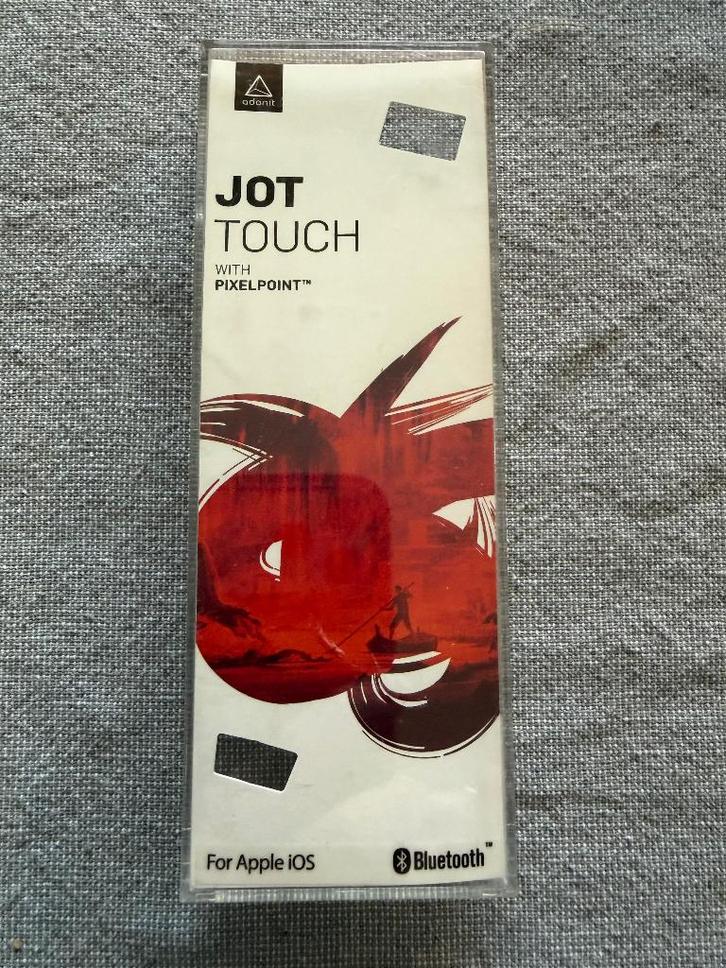 adonit
JOT
TOUCH
WITH
PIXELPOINT™
For Apple iOS
Bluetooth™